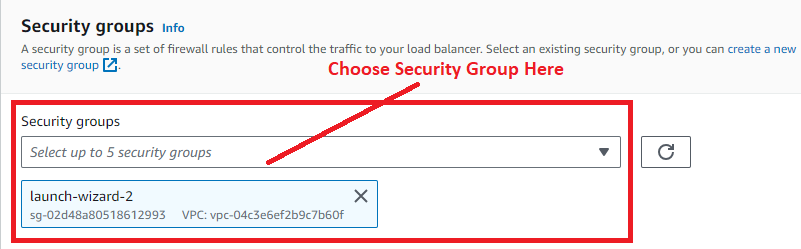 Security groups Info
A security group is a set of firewall rules that control the traffic to your load balancer. Select an existing security group, or you can create a new
security group.
Choose Security Group Here
Security groups
Select up to 5 security groups
launch-wizard-2
sg-02d48a80518612993 VPC: vpc-04c3e6ef2b9c7b60f